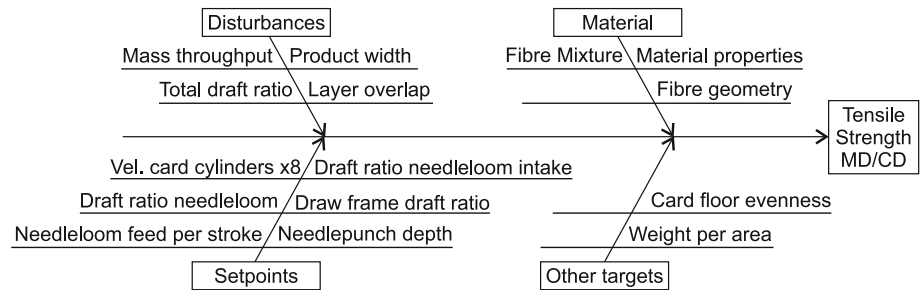 Disturbances
Material
Mass throughput Product width
Fibre Mixture Material properties
Total draft ratio Layer overlap
Fibre geometry
Tensile
Strength
MD/CD
Vel. card cylinders x8 Draft ratio needleloom intake
Draft ratio needleloom Draw frame draft ratio
Card floor evenness
Needleloom feed per stroke Needlepunch depth
Weight per area
Setpoints
Other targets